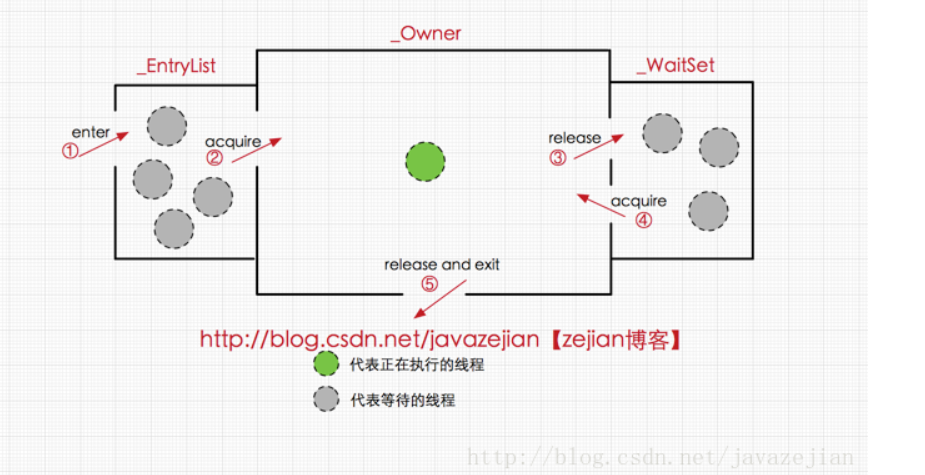 _Owner
_EntryList
_WaitSet
enter
①
acquire
②
release
③
acquire
④
release and exit
⑤
http://blog.csdn.net/javazejian【zejian博客】
代表正在执行的线程
代表等待的线程
http://blog.csdn.net/javazejian